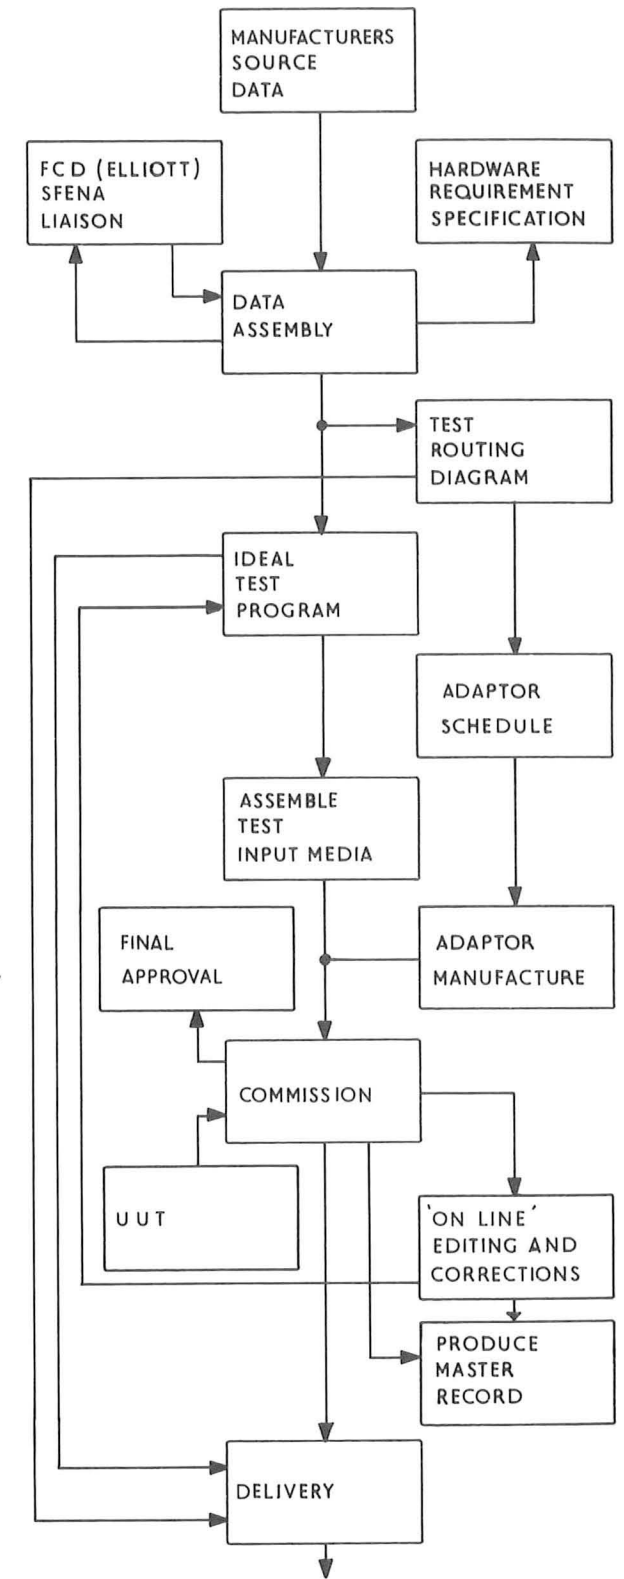 MANUFACTURERS
SOURCE
DATA
FCD (ELLIOTT)
SFENA
LIAISON
HARDWARE
REQUIREMENT
SPECIFICATION
DATA
ASSEMBLY
TEST
ROUTING
DIAGRAM
IDEAL
TEST
PROGRAM
ADAPTOR
SCHEDULE
ASSEMBLE
TEST
INPUT MEDIA
FINAL
APPROVAL
ADAPTOR
MANUFACTURE
COMMISSION
UUT
'ON LINE'
EDITING AND
CORRECTIONS
PRODUCE
MASTER
RECORD
DELIVERY